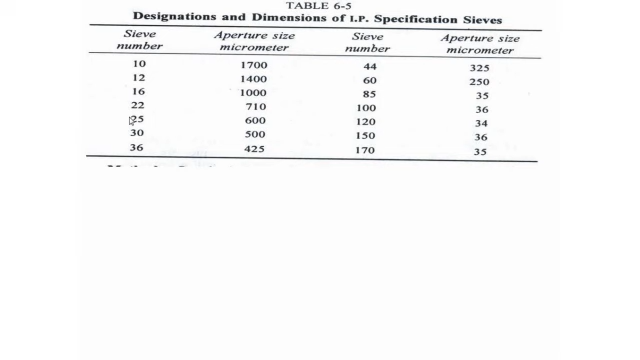 TABLE 6-5
Designations and Dimensions of I.P. Specification Sieves
Sieve number Aperture size micrometer Sieve number Aperture size micrometer
10 1700 44 325
12 1400 60 250
16 1000 85 35
22 710 100 36
25 600 120 34
30 500 150 36
36 425 170 35